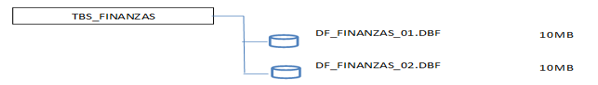 TBS_FINANZAS
DF_FINANZAS_01.DBF 10MB
DF_FINANZAS_02.DBF 10MB